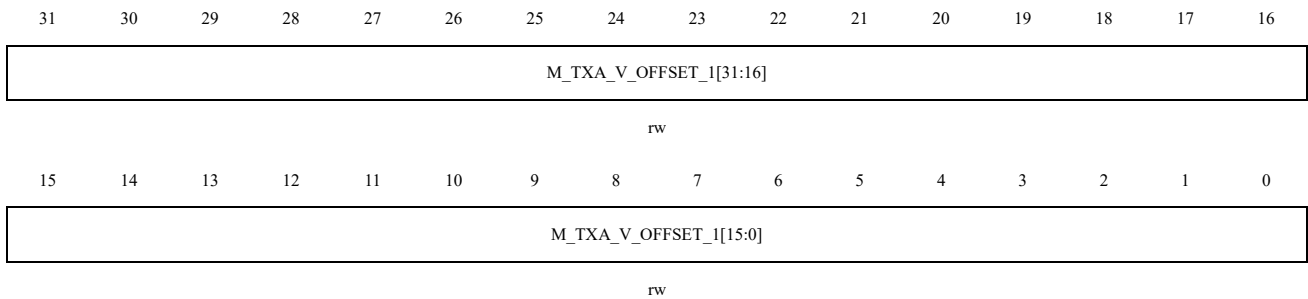 31 30 29 28 27 26 25 24 23 22 21 20 19 18 17 16
M_TXA_V_OFFSET_1[31:16]
rw
15 14 13 12 11 10 9 8 7 6 5 4 3 2 1 0
M_TXA_V_OFFSET_1[15:0]
rw